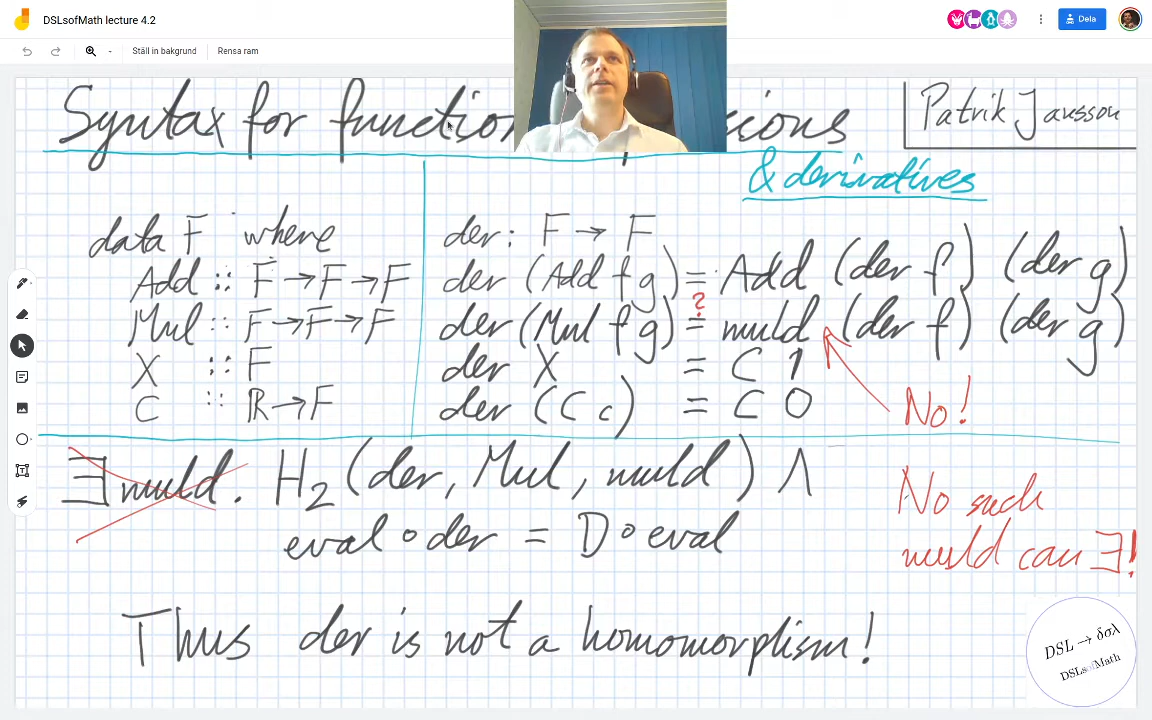 DSLsofMath lecture 4.2
Dela
Ställ in bakgrund Rensa ram
Syntax for function
& derivatives
Patrik Jansson
data F where
Add :: F → F → F
Mul :: F → F → F
X :: F
C :: ℝ → F
der : F → F
der (Add f g) = Add (der f) (der g)
der (Mul f g) =? muld (der f) (der g)
der X = C 1
der (C c) = C 0
No!
∃ muld. H₂ (der, Mul, muld) ∧
eval ∘ der = D ∘ eval
No such
muld can ∃!
Thus der is not a homomorphism!
DSL → δσλ
DSLsofMath